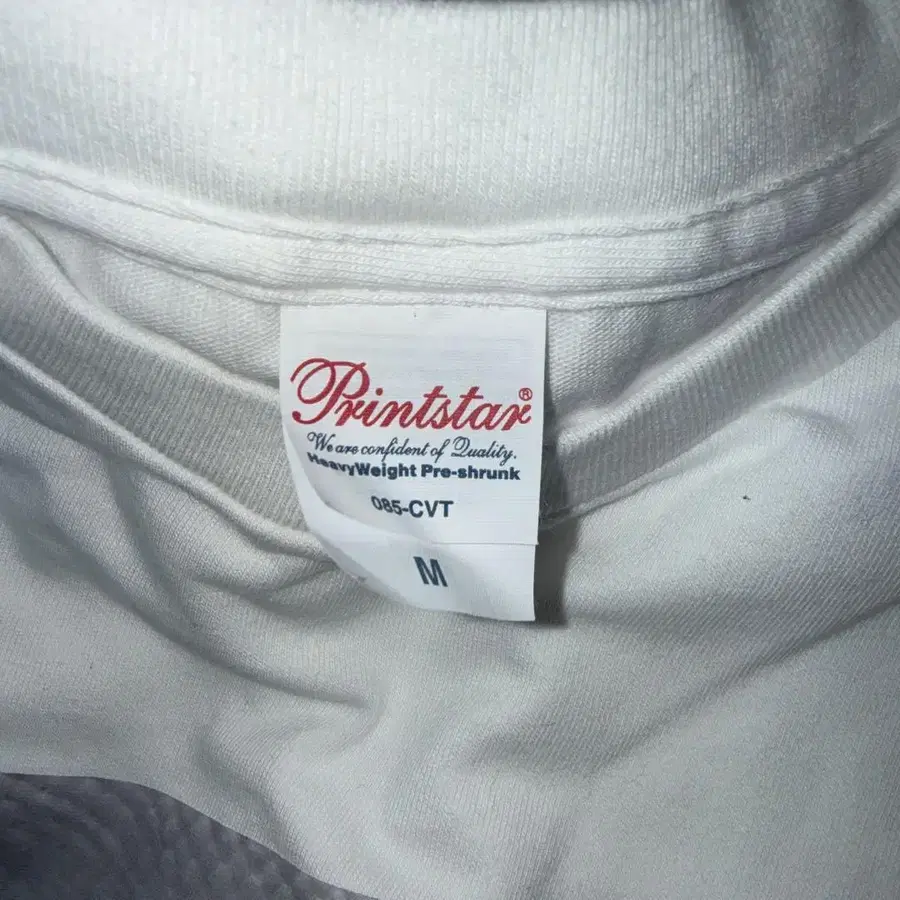 Printstar®
We are confident of Quality.
HeavyWeight Pre-shrunk
085-CVT
M